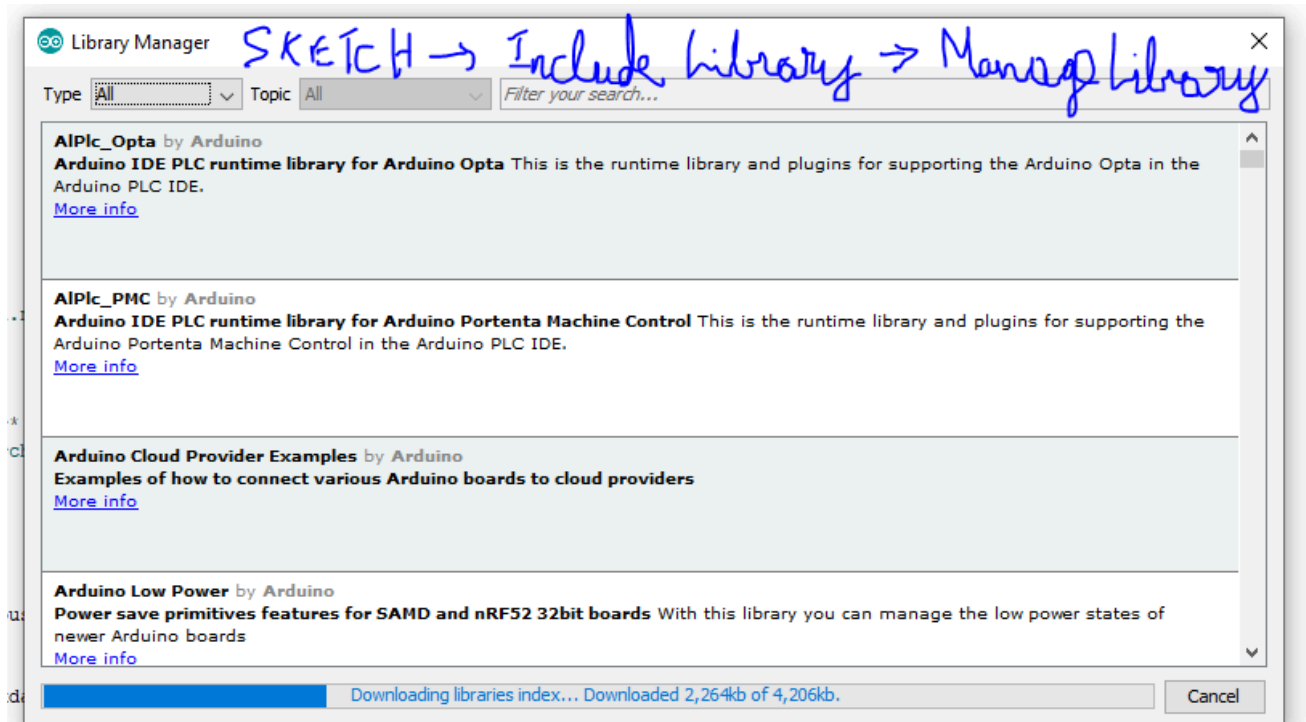 Library Manager SKETCH → Include Library → Manage Library
Type All Topic All Filter your search...
AlPlc_Opta by Arduino
Arduino IDE PLC runtime library for Arduino Opta This is the runtime library and plugins for supporting the Arduino Opta in the
Arduino PLC IDE.
More info
AlPlc_PMC by Arduino
Arduino IDE PLC runtime library for Arduino Portenta Machine Control This is the runtime library and plugins for supporting the
Arduino Portenta Machine Control in the Arduino PLC IDE.
More info
Arduino Cloud Provider Examples by Arduino
Examples of how to connect various Arduino boards to cloud providers
More info
Arduino Low Power by Arduino
Power save primitives features for SAMD and nRF52 32bit boards With this library you can manage the low power states of
newer Arduino boards
More info
Downloading libraries index... Downloaded 2,264kb of 4,206kb. Cancel